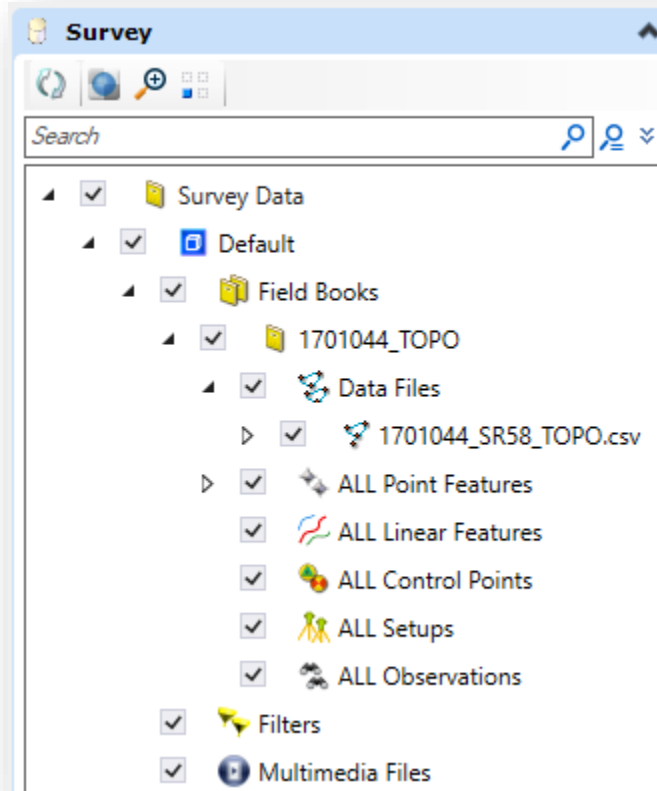 Survey
Search
Survey Data
Default
Field Books
1701044_TOPO
Data Files
1701044_SR58_TOPO.csv
ALL Point Features
ALL Linear Features
ALL Control Points
ALL Setups
ALL Observations
Filters
Multimedia Files